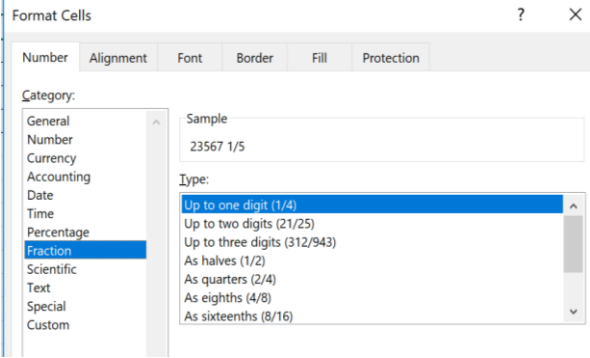 Format Cells
?
Number Alignment Font Border Fill Protection
Category:
General
Number
Currency
Accounting
Date
Time
Percentage
Fraction
Scientific
Text
Special
Custom
Sample
23567 1/5
Type:
Up to one digit (1/4)
Up to two digits (21/25)
Up to three digits (312/943)
As halves (1/2)
As quarters (2/4)
As eighths (4/8)
As sixteenths (8/16)